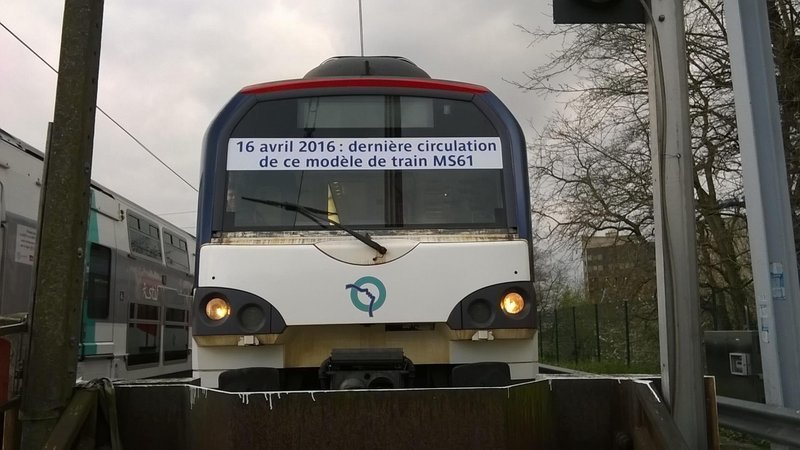 16 avril 2016 : dernière circulation
de ce modèle de train MS61